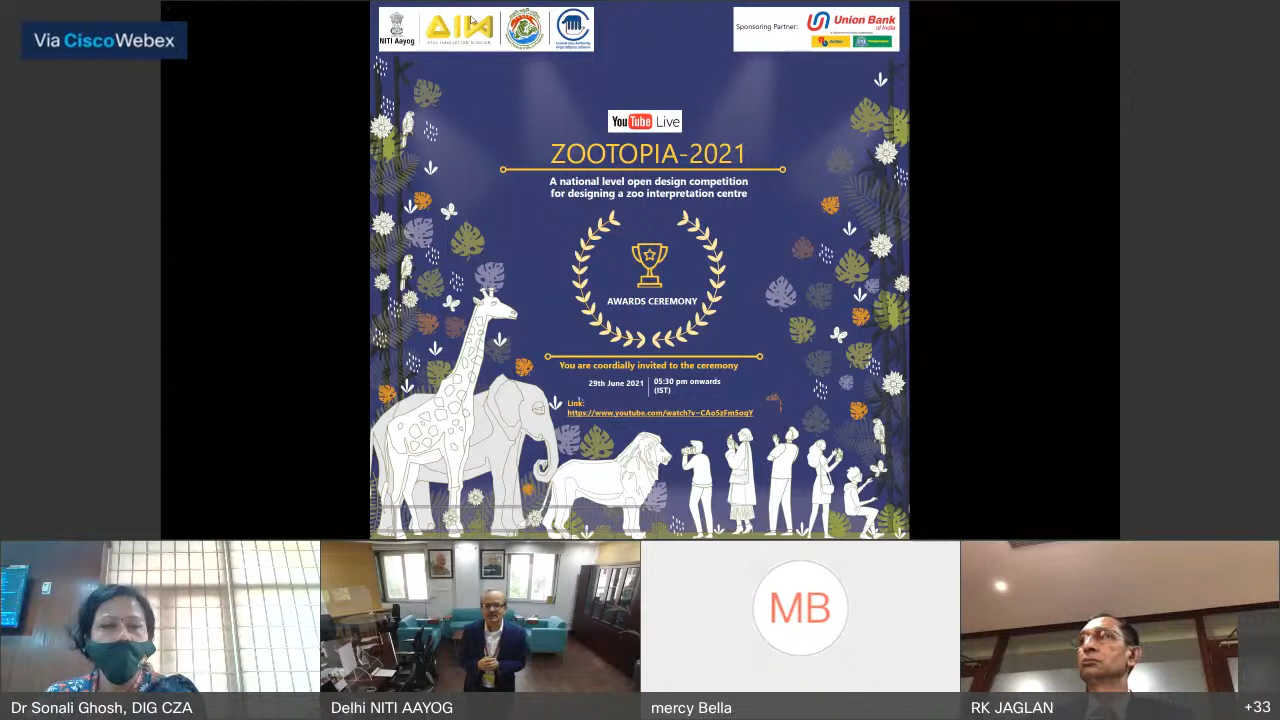 via Cisco Webex
NITI Aayog
AIM
ATAL INNOVATION MISSION
Sponsoring Partner:
Union Bank
of India
YouTube Live
ZOOTOPIA-2021
A national level open design competition
for designing a zoo interpretation centre
AWARDS CEREMONY
You are coordially invited to the ceremony
29th June 2021
05:30 pm onwards
(IST)
Link:
https://www.youtube.com/watch?v=CAo5zFm5oqY
MB
Dr Sonali Ghosh, DIG CZA
Delhi NITI AAYOG
mercy Bella
RK JAGLAN
+33